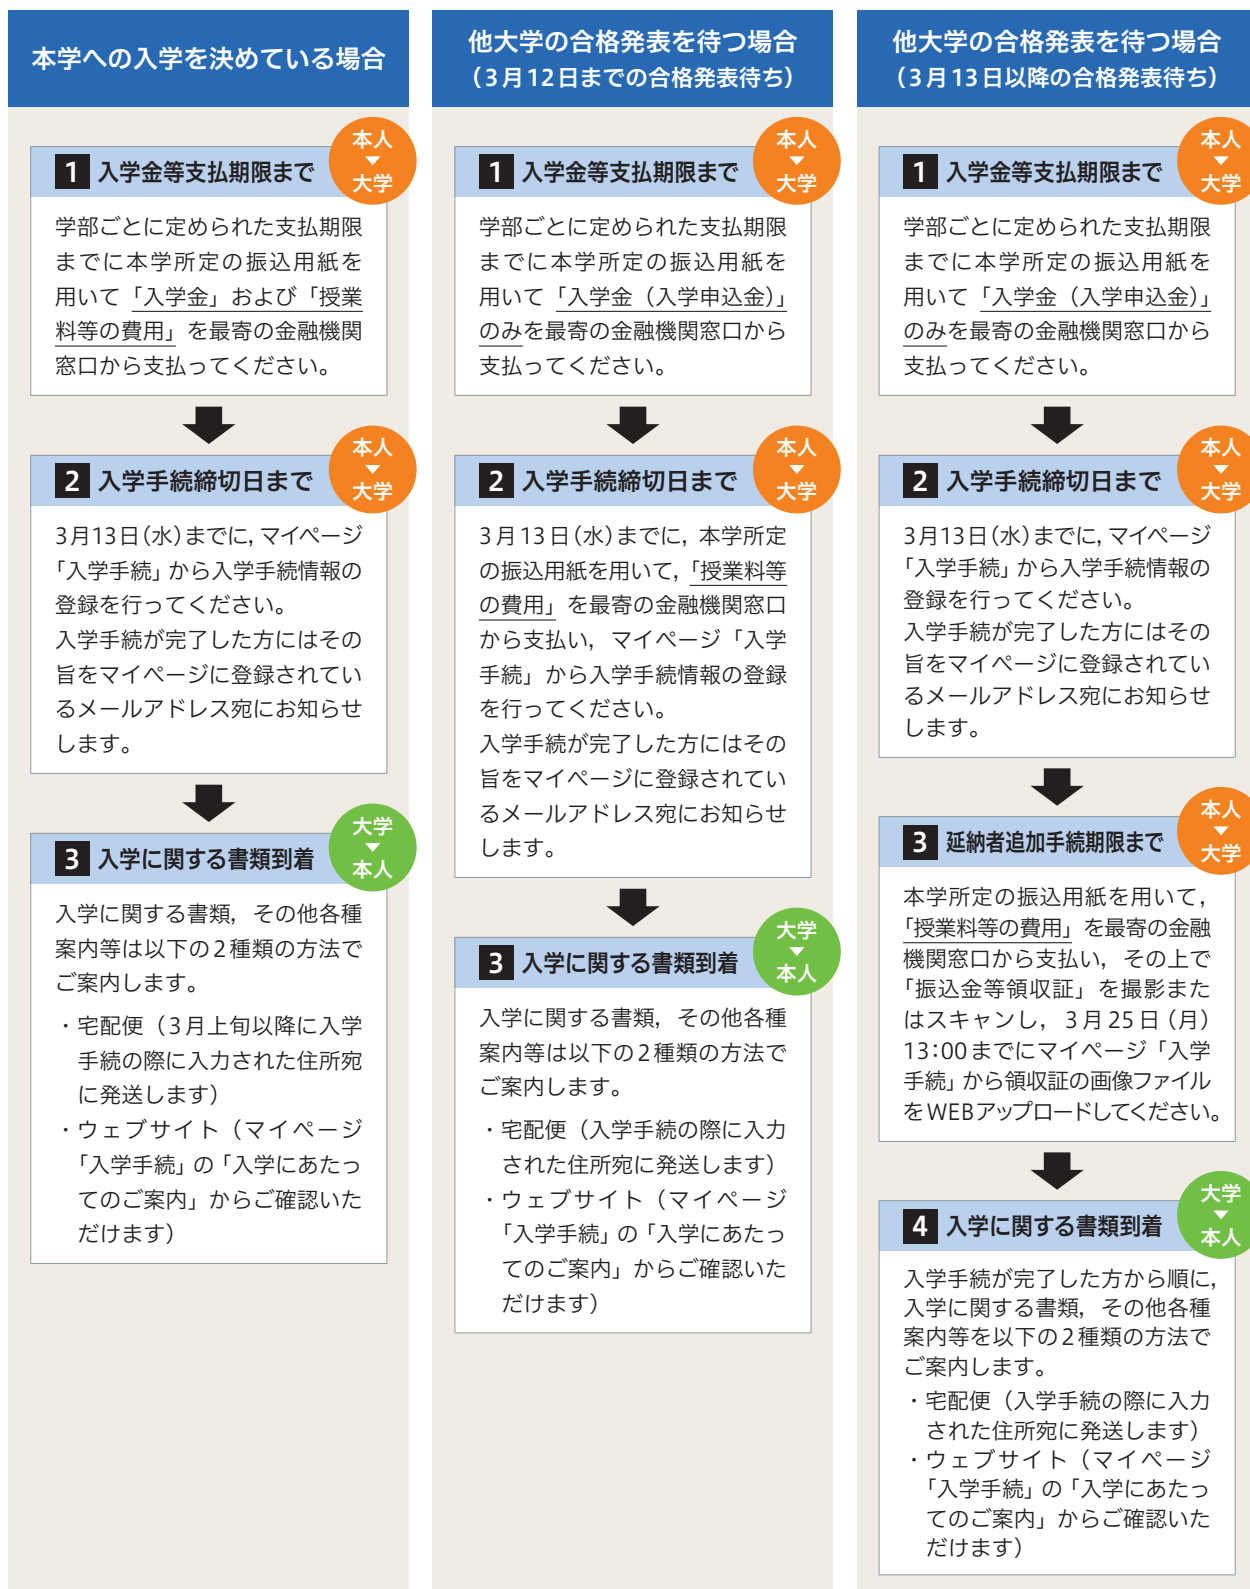 本学への入学を決めている場合
本人
▼
大学
1 入学金等支払期限まで
学部ごとに定められた支払期限
までに本学所定の振込用紙を
用いて「入学金」および「授業
料等の費用」を最寄の金融機関
窓口から支払ってください。
本人
▼
大学
2 入学手続締切日まで
3月13日(水)までに,マイページ
「入学手続」から入学手続情報の
登録を行ってください。
入学手続が完了した方にはその
旨をマイページに登録されてい
るメールアドレス宛にお知らせ
します。
大学
▼
本人
3 入学に関する書類到着
入学に関する書類,その他各種
案内等は以下の2種類の方法で
ご案内します。
・宅配便（3月上旬以降に入学
手続の際に入力された住所宛
に発送します）
・ウェブサイト（マイページ
「入学手続」の「入学にあたっ
てのご案内」からご確認いた
だけます）
他大学の合格発表を待つ場合
（3月12日までの合格発表待ち）
本人
▼
大学
1 入学金等支払期限まで
学部ごとに定められた支払期限
までに本学所定の振込用紙を
用いて「入学金（入学申込金）」
のみを最寄の金融機関窓口から
支払ってください。
本人
▼
大学
2 入学手続締切日まで
3月13日(水)までに,本学所定
の振込用紙を用いて,「授業料等
の費用」を最寄の金融機関窓口
から支払い,マイページ「入学
手続」から入学手続情報の登録
を行ってください。
入学手続が完了した方にはその
旨をマイページに登録されてい
るメールアドレス宛にお知らせ
します。
大学
▼
本人
3 入学に関する書類到着
入学に関する書類,その他各種
案内等は以下の2種類の方法で
ご案内します。
・宅配便（入学手続の際に入力
された住所宛に発送します）
・ウェブサイト（マイページ
「入学手続」の「入学にあたっ
てのご案内」からご確認いた
だけます）
他大学の合格発表を待つ場合
（3月13日以降の合格発表待ち）
本人
▼
大学
1 入学金等支払期限まで
学部ごとに定められた支払期限
までに本学所定の振込用紙を
用いて「入学金（入学申込金）」
のみを最寄の金融機関窓口から
支払ってください。
本人
▼
大学
2 入学手続締切日まで
3月13日(水)までに,マイページ
「入学手続」から入学手続情報の
登録を行ってください。
入学手続が完了した方にはその
旨をマイページに登録されてい
るメールアドレス宛にお知らせ
します。
本人
▼
大学
3 延納者追加手続期限まで
本学所定の振込用紙を用いて,
「授業料等の費用」を最寄の金融
機関窓口から支払い,その上で
「振込金等領収証」を撮影また
はスキャンし,3月25日(月)
13:00までにマイページ「入学
手続」から領収証の画像ファイル
をWEBアップロードしてください。
大学
▼
本人
4 入学に関する書類到着
入学手続が完了した方から順に,
入学に関する書類,その他各種
案内等を以下の2種類の方法で
ご案内します。
・宅配便（入学手続の際に入力
された住所宛に発送します）
・ウェブサイト（マイページ
「入学手続」の「入学にあたっ
てのご案内」からご確認いた
だけます）